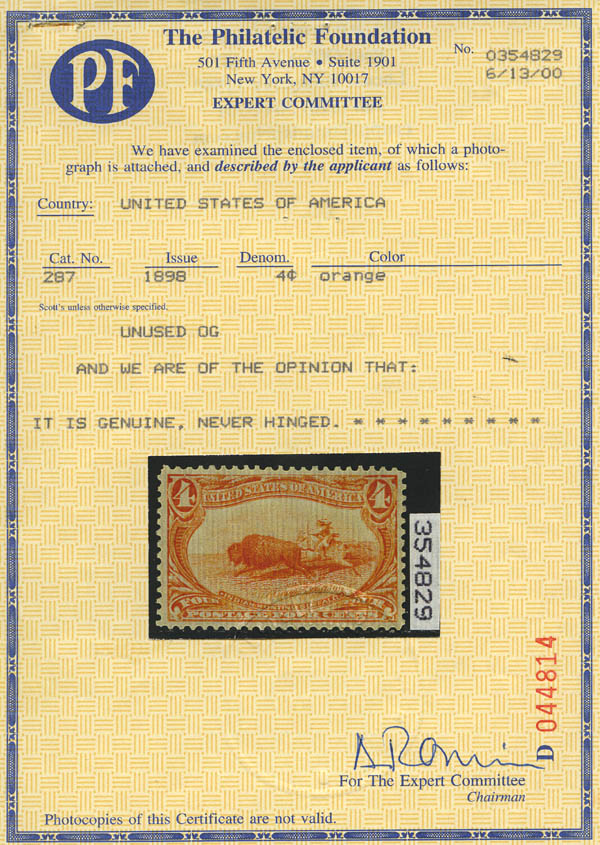 PF
The Philatelic Foundation
501 Fifth Avenue • Suite 1901
New York, NY 10017
EXPERT COMMITTEE
No. 0354829
6/13/00
We have examined the enclosed item, of which a photo-
graph is attached, and described by the applicant as follows:
Country: UNITED STATES OF AMERICA
Cat. No. Issue Denom. Color
287 1898 4¢ orange
Scott's unless otherwise specified.
UNUSED OG
AND WE ARE OF THE OPINION THAT:
IT IS GENUINE, NEVER HINGED. * * * * * * * * *
4 4
UNITED STATES OF AMERICA
354829
D 044814
For The Expert Committee
Chairman
Photocopies of this Certificate are not valid.